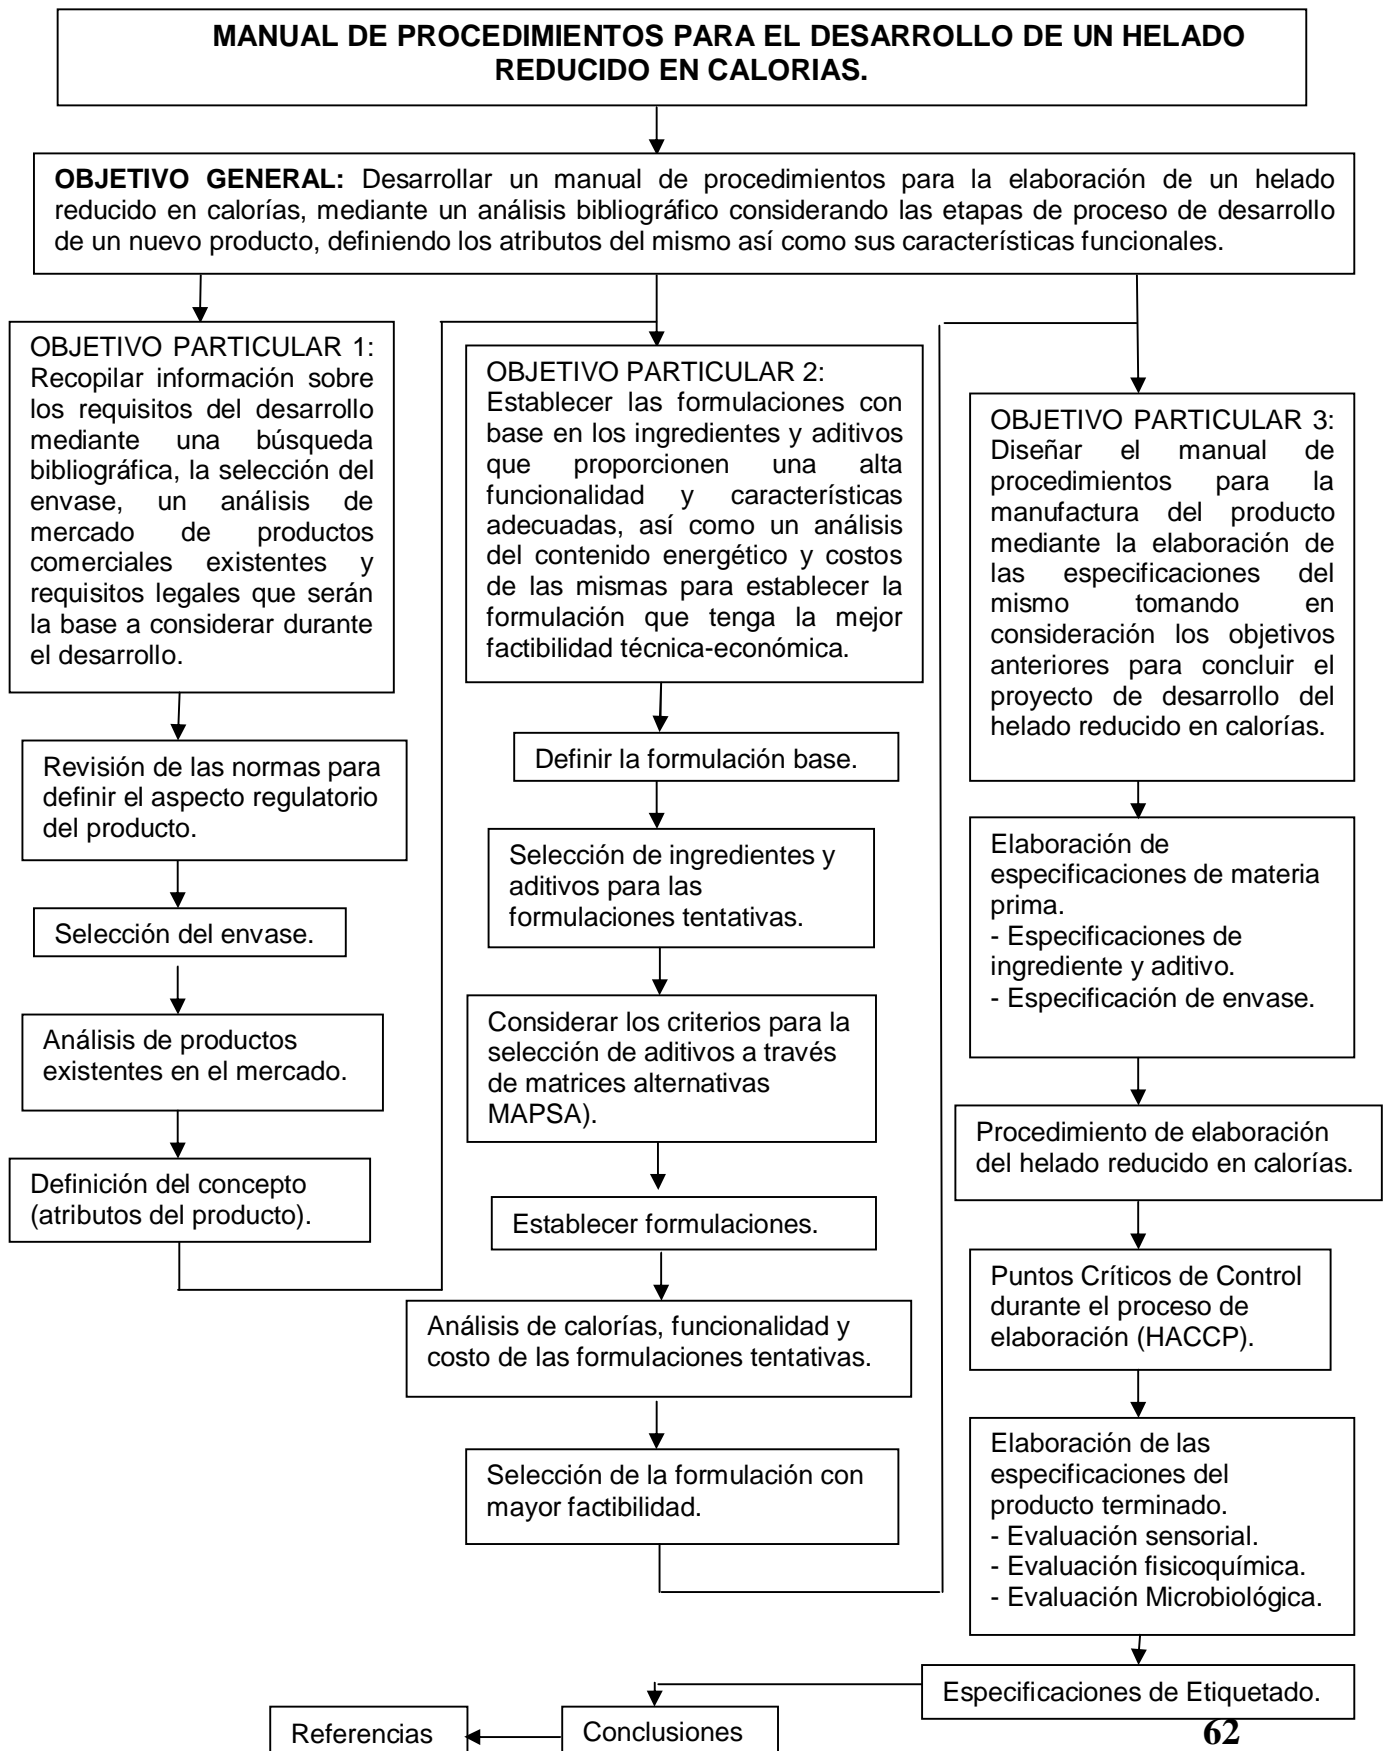 MANUAL DE PROCEDIMIENTOS PARA EL DESARROLLO DE UN HELADO
REDUCIDO EN CALORIAS.
OBJETIVO GENERAL: Desarrollar un manual de procedimientos para la elaboración de un helado
reducido en calorías, mediante un análisis bibliográfico considerando las etapas de proceso de desarrollo
de un nuevo producto, definiendo los atributos del mismo así como sus características funcionales.
OBJETIVO PARTICULAR 1:
Recopilar información sobre
los requisitos del desarrollo
mediante una búsqueda
bibliográfica, la selección del
envase, un análisis de
mercado de productos
comerciales existentes y
requisitos legales que serán
la base a considerar durante
el desarrollo.
Revisión de las normas para
definir el aspecto regulatorio
del producto.
Selección del envase.
Análisis de productos
existentes en el mercado.
Definición del concepto
(atributos del producto).
OBJETIVO PARTICULAR 2:
Establecer las formulaciones con
base en los ingredientes y aditivos
que proporcionen una alta
funcionalidad y características
adecuadas, así como un análisis
del contenido energético y costos
de las mismas para establecer la
formulación que tenga la mejor
factibilidad técnica-económica.
Definir la formulación base.
Selección de ingredientes y
aditivos para las
formulaciones tentativas.
Considerar los criterios para la
selección de aditivos a través
de matrices alternativas
MAPSA).
Establecer formulaciones.
Análisis de calorías, funcionalidad y
costo de las formulaciones tentativas.
Selección de la formulación con
mayor factibilidad.
OBJETIVO PARTICULAR 3:
Diseñar el manual de
procedimientos para la
manufactura del producto
mediante la elaboración de
las especificaciones del
mismo tomando en
consideración los objetivos
anteriores para concluir el
proyecto de desarrollo del
helado reducido en calorías.
Elaboración de
especificaciones de materia
prima.
- Especificaciones de
ingrediente y aditivo.
- Especificación de envase.
Procedimiento de elaboración
del helado reducido en calorías.
Puntos Críticos de Control
durante el proceso de
elaboración (HACCP).
Elaboración de las
especificaciones del
producto terminado.
- Evaluación sensorial.
- Evaluación fisicoquímica.
- Evaluación Microbiológica.
Especificaciones de Etiquetado.
Conclusiones
Referencias
62